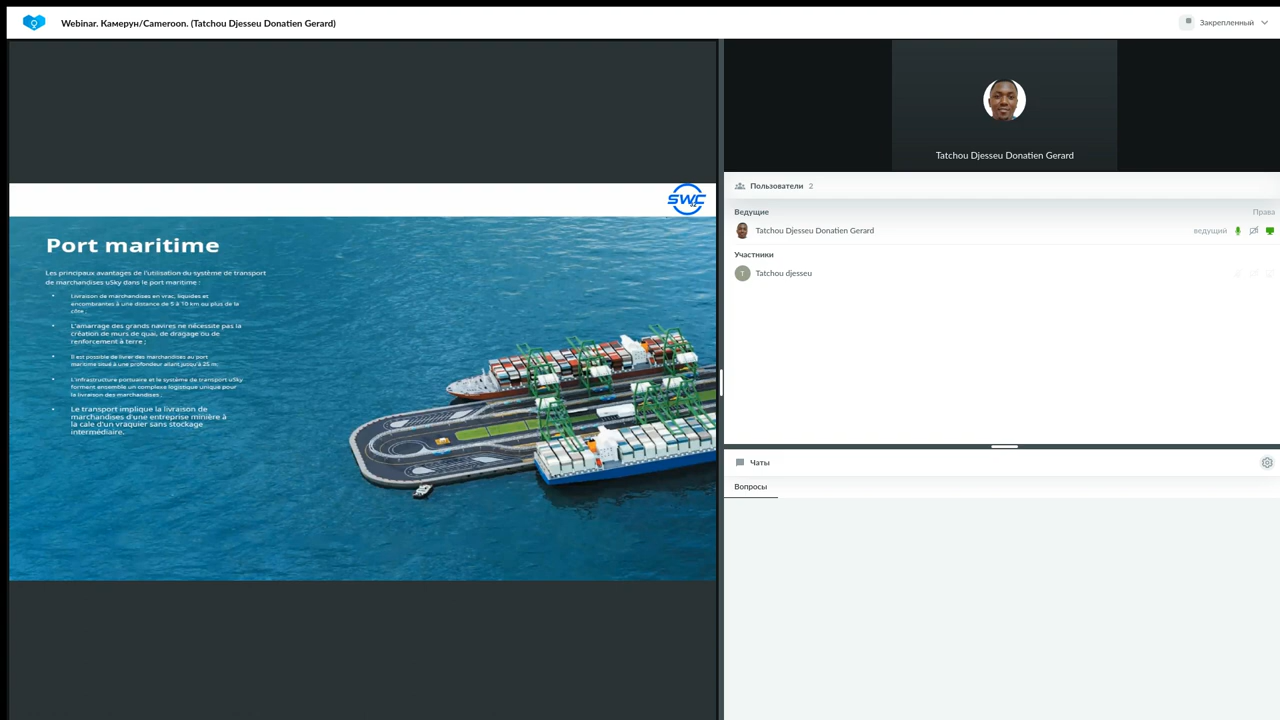 Webinar. Камерун/Cameroon. (Tatchou Djesseu Donatien Gerard)
Закрепленный
SWC
Port maritime
Les principaux avantages de l'utilisation du système de transport
de marchandises uSky dans le port maritime :
• Livraison de marchandises en vrac, liquides et
encombrantes à une distance de 5 à 10 km ou plus de la
côte ;
• L'amarrage des grands navires ne nécessite pas la
création de murs de quai, de dragage ou de
renforcement à terre ;
• Il est possible de livrer des marchandises au port
maritime situé à une profondeur allant jusqu'à 25 m;
• L'infrastructure portuaire et le système de transport uSky
forment ensemble un complexe logistique unique pour
la livraison des marchandises.
• Le transport implique la livraison de
marchandises d'une entreprise minière à
la cale d'un vraquier sans stockage
intermédiaire.
Tatchou Djesseu Donatien Gerard
Пользователи 2
Ведущие Права
Tatchou Djesseu Donatien Gerard ведущий
Участники
T Tatchou djesseu
Чаты
Вопросы